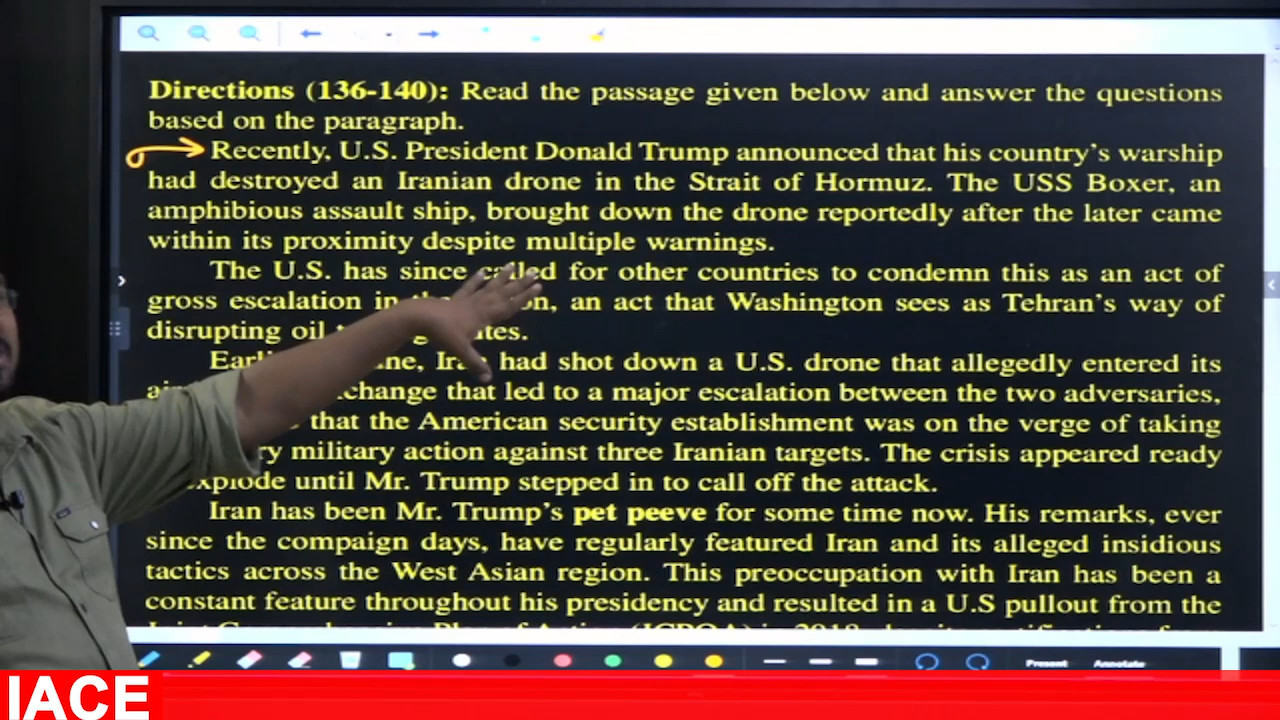 Directions (136-140): Read the passage given below and answer the questions
based on the paragraph.
Recently, U.S. President Donald Trump announced that his country's warship
had destroyed an Iranian drone in the Strait of Hormuz. The USS Boxer, an
amphibious assault ship, brought down the drone reportedly after the later came
within its proximity despite multiple warnings.
The U.S. has since called for other countries to condemn this as an act of
gross escalation in, an act that Washington sees as Tehran's way of
disrupting oil
Iran had shot down a U.S. drone that allegedly entered its
that led to a major escalation between the two adversaries,
that the American security establishment was on the verge of taking
military action against three Iranian targets. The crisis appeared ready
until Mr. Trump stepped in to call off the attack.
Iran has been Mr. Trump's pet peeve for some time now. His remarks, ever
since the compaign days, have regularly featured Iran and its alleged insidious
tactics across the West Asian region. This preoccupation with Iran has been a
constant feature throughout his presidency and resulted in a U.S pullout from the
Present Annotate
IACE